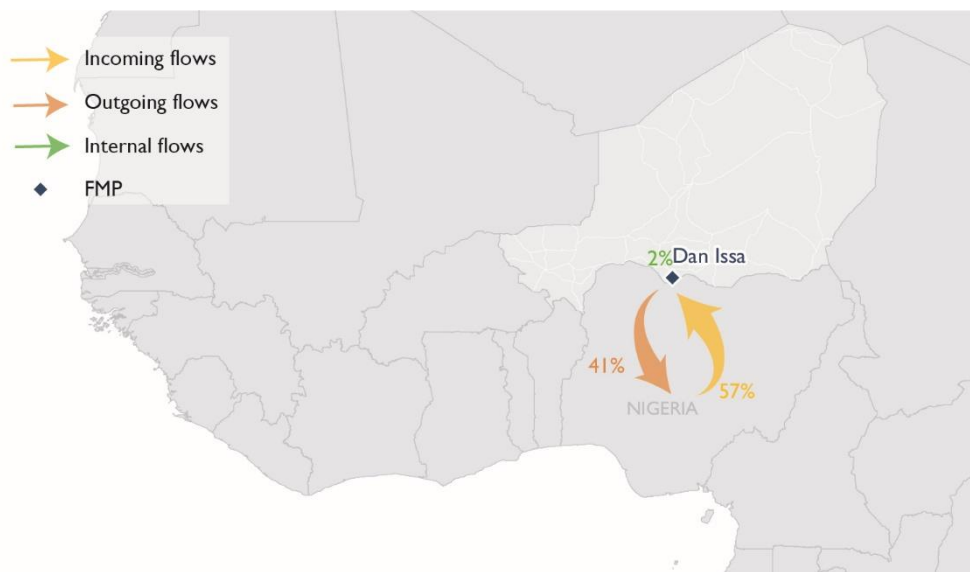 Incoming flows
Outgoing flows
Internal flows
FMP
2% Dan Issa
41%
57%
NIGERIA